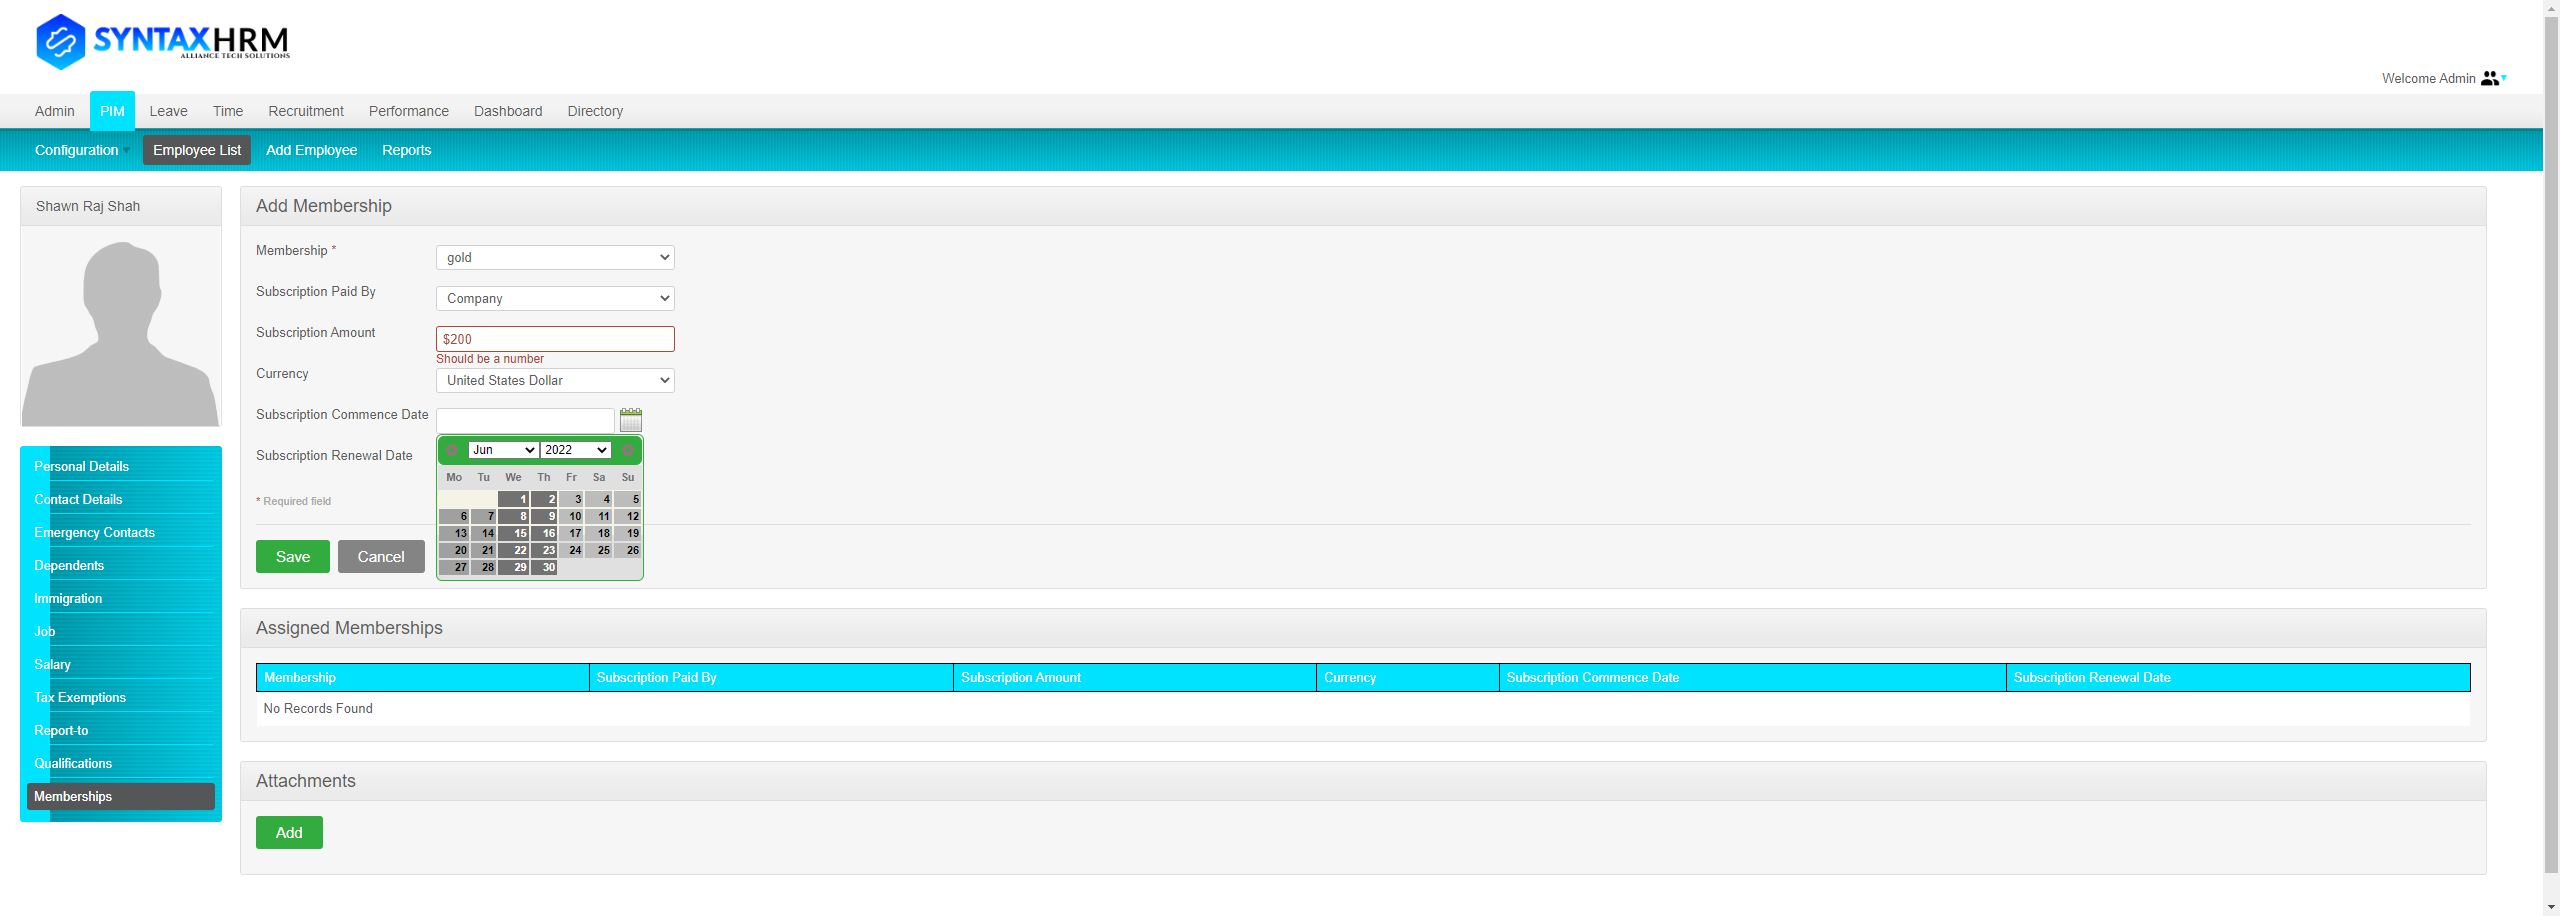 SYNTAXHRM
ALLIANCE TECH SOLUTIONS
Welcome Admin
Admin PIM Leave Time Recruitment Performance Dashboard Directory
Configuration Employee List Add Employee Reports
Shawn Raj Shah
Add Membership
Membership * gold
Subscription Paid By Company
Subscription Amount $200
Should be a number
Currency United States Dollar
Subscription Commence Date
Subscription Renewal Date
Jun 2022
Mo Tu We Th Fr Sa Su
1 2 3 4 5
6 7 8 9 10 11 12
13 14 15 16 17 18 19
20 21 22 23 24 25 26
27 28 29 30
* Required field
Save Cancel
Personal Details
Contact Details
Emergency Contacts
Dependents
Immigration
Job
Salary
Tax Exemptions
Report-to
Qualifications
Memberships
Assigned Memberships
Membership Subscription Paid By Subscription Amount Currency Subscription Commence Date Subscription Renewal Date
No Records Found
Attachments
Add